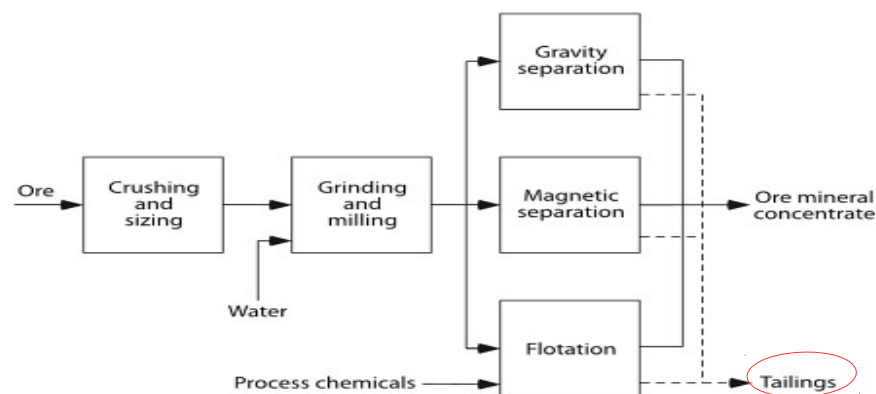 Gravity
separation
Ore
Crushing
and
sizing
Grinding
and
milling
Magnetic
separation
Ore mineral
concentrate
Water
Flotation
Process chemicals
Tailings